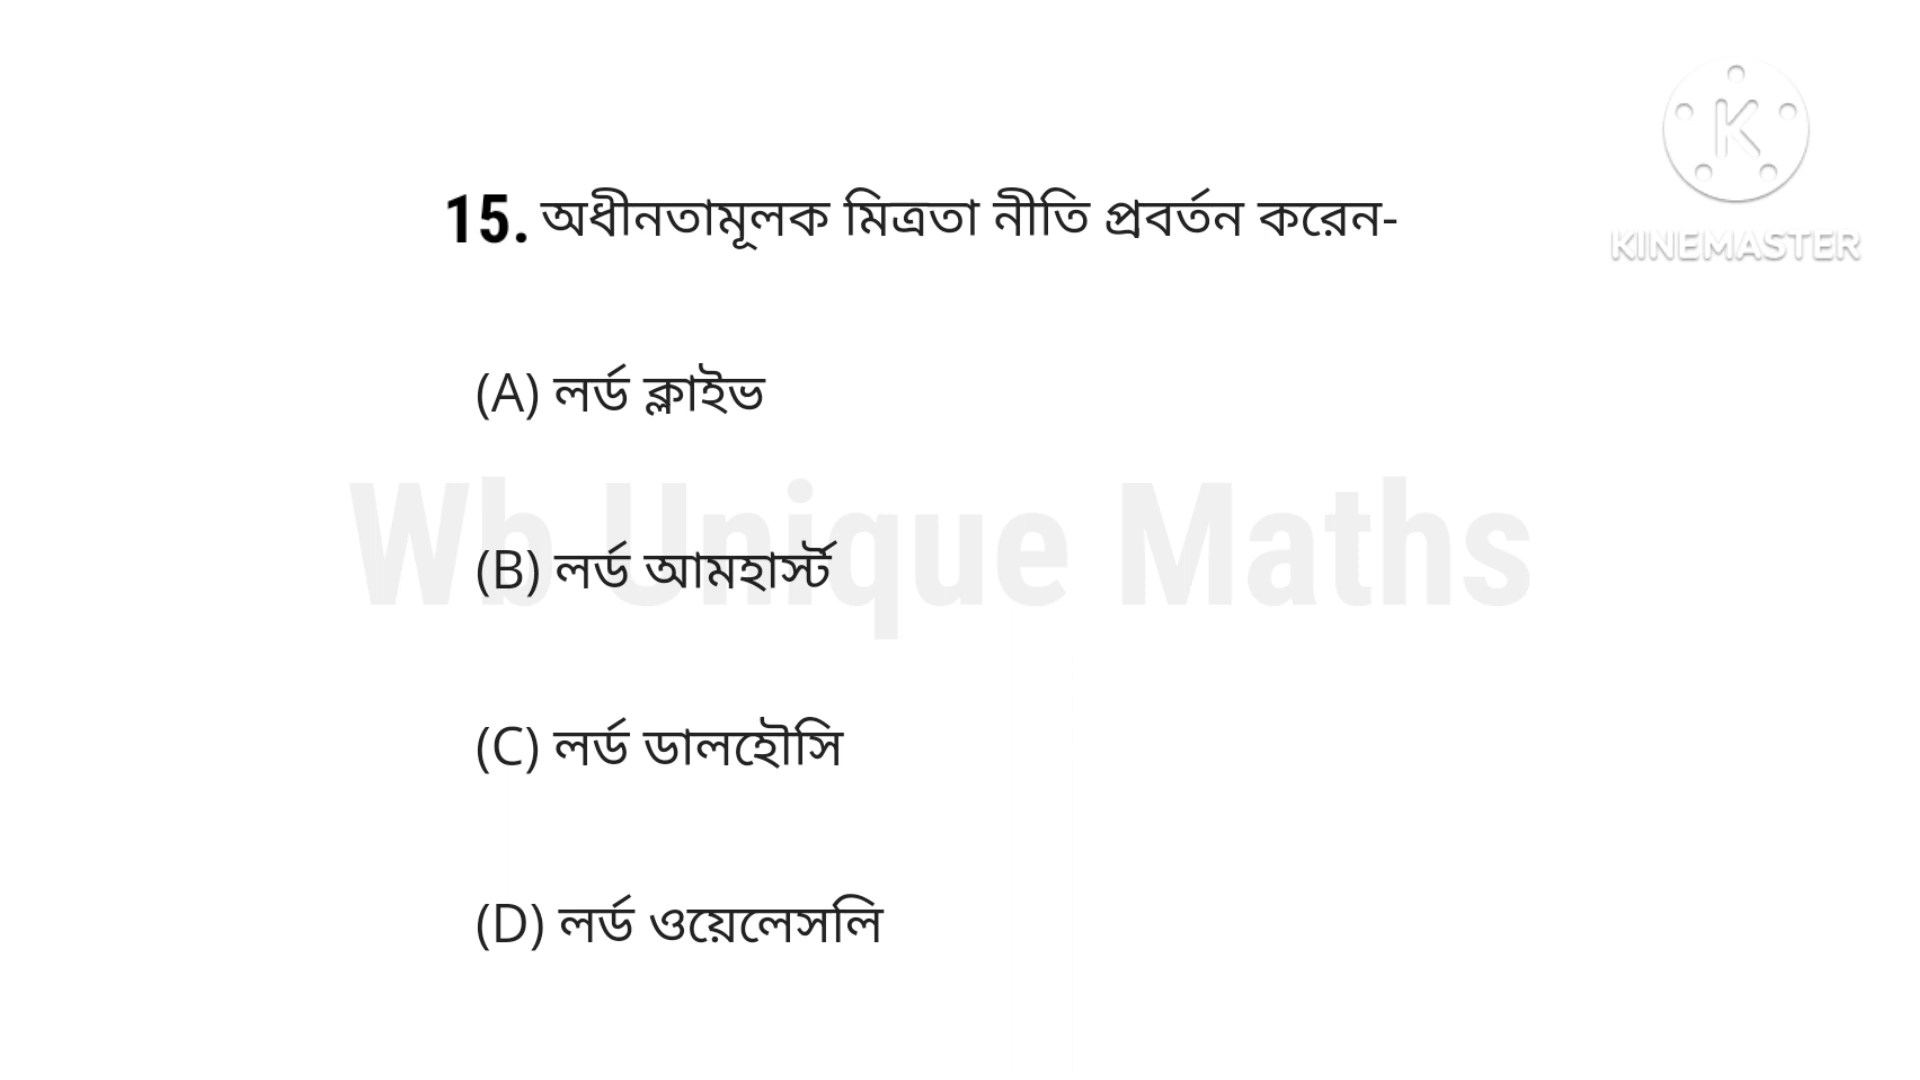 15. অধীনতামূলক মিত্রতা নীতি প্রবর্তন করেন-
KINEMASTER
(A) লর্ড ক্লাইভ
Wb Unique Maths
(B) লর্ড আমহার্স্ট
(C) লর্ড ডালহৌসি
(D) লর্ড ওয়েলেসলি